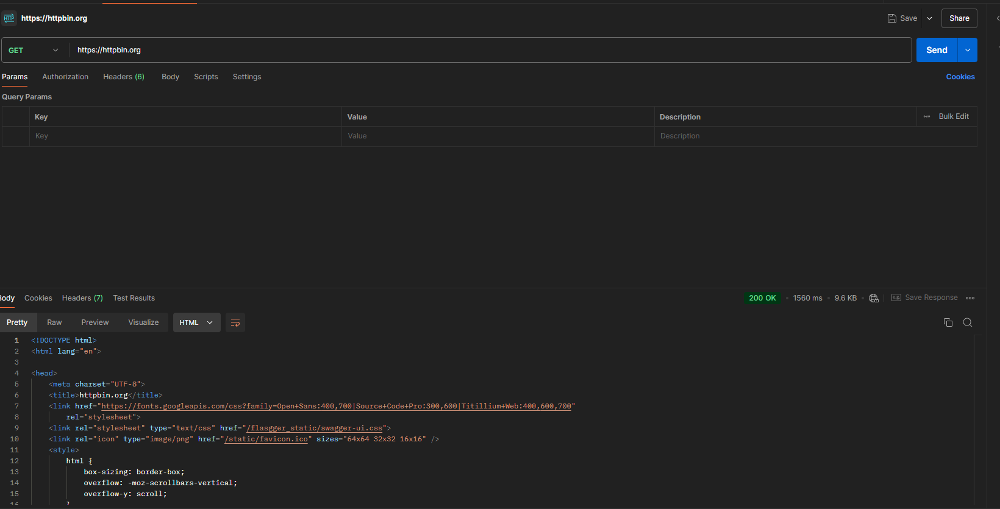 HTTP https://httpbin.org Save Share
GET https://httpbin.org Send
Params Authorization Headers (6) Body Scripts Settings Cookies
Query Params
Key Value Description Bulk Edit
Key Value Description
Body Cookies Headers (7) Test Results 200 OK 1560 ms 9.6 KB e.g. Save Response
Pretty Raw Preview Visualize HTML
1 <!DOCTYPE html>
2 <html lang="en">
3
4 <head>
5 <meta charset="UTF-8">
6 <title>httpbin.org</title>
7 <link href="https://fonts.googleapis.com/css?family=Open+Sans:400,700|Source+Code+Pro:300,600|Titillium+Web:400,600,700"
8 rel="stylesheet">
9 <link rel="stylesheet" type="text/css" href="/flasgger_static/swagger-ui.css">
10 <link rel="icon" type="image/png" href="/static/favicon.ico" sizes="64x64 32x32 16x16" />
11 <style>
12 html {
13 box-sizing: border-box;
14 overflow: -moz-scrollbars-vertical;
15 overflow-y: scroll;
16 }